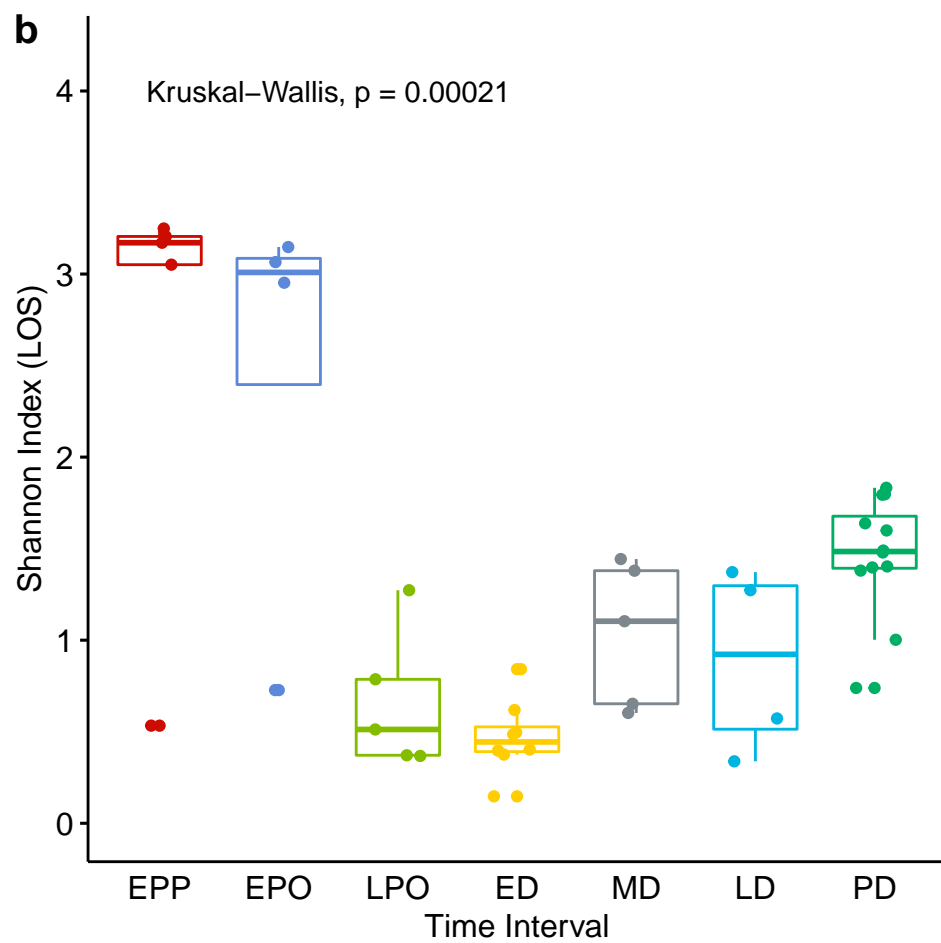 b
Kruskal−Wallis, p = 0.00021
4
3
2
1
0
Shannon Index (LOS)
EPP EPO LPO ED MD LD PD
Time Interval